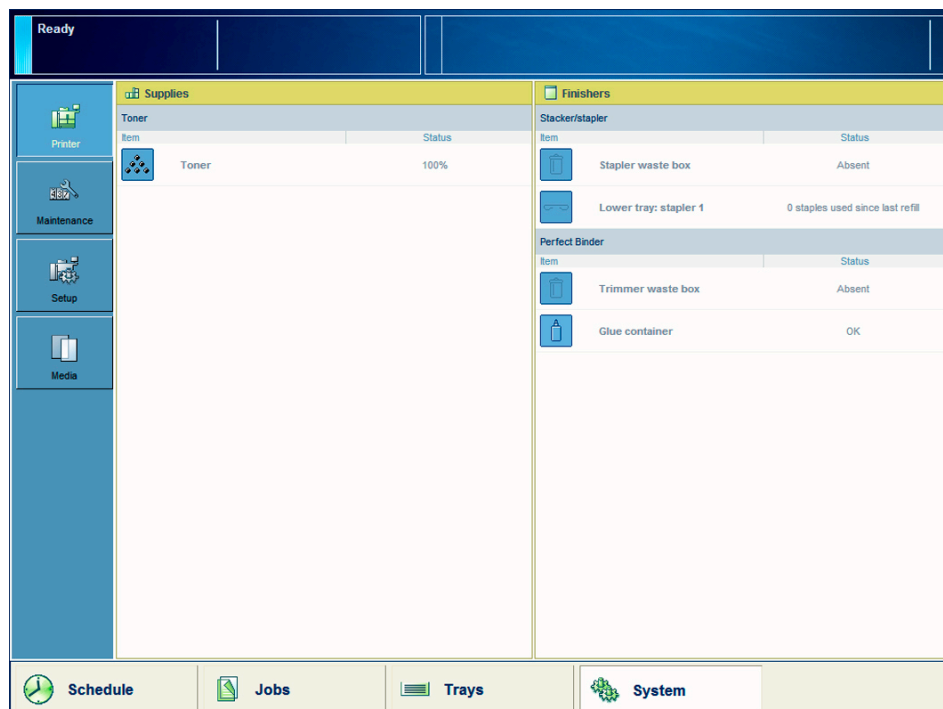 Ready
Printer
Maintenance
Setup
Media
Supplies
Toner
Item Status
Toner 100%
Finishers
Stacker/stapler
Item Status
Stapler waste box Absent
Lower tray: stapler 1 0 staples used since last refill
Perfect Binder
Item Status
Trimmer waste box Absent
Glue container OK
Schedule Jobs Trays System